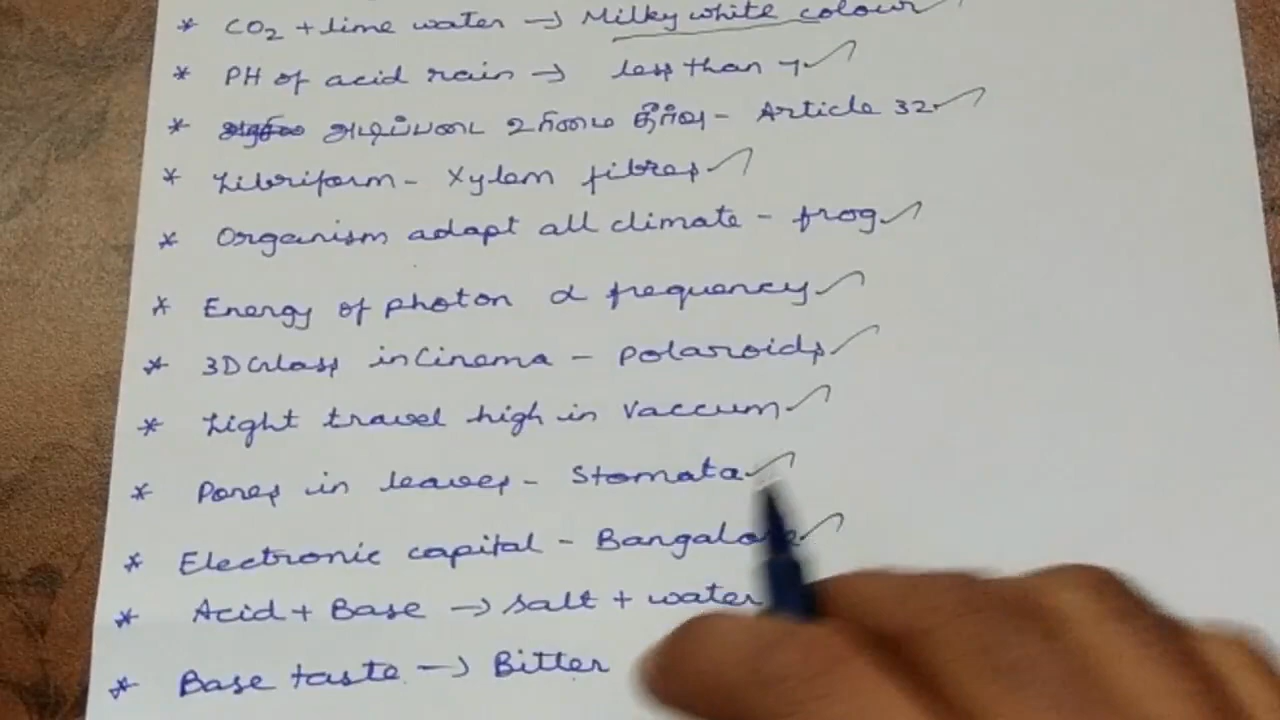 * CO2 + lime water → Milky white colour
* PH of acid rain → less than 7
* அடிப்படை உரிமை தீர்வு - Article 32
* Libriform - Xylem fibres
* Organism adapt all climate - frog
* Energy of photon α frequency
* 3D Glass in Cinema - Polaroids
* Light travel high in Vaccum
* Pores in leaves - Stomata
* Electronic capital - Bangalore
* Acid + Base → Salt + water
* Base taste → Bitter